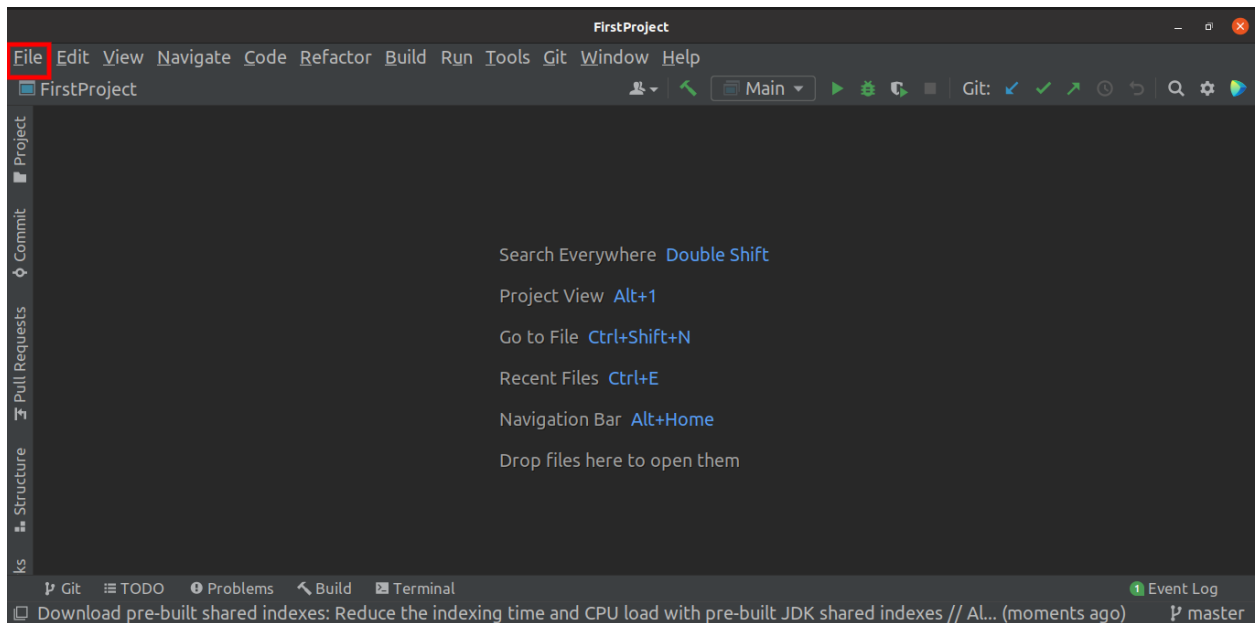 FirstProject
File Edit View Navigate Code Refactor Build Run Tools Git Window Help
FirstProject Main Git:
Project
Commit
Pull Requests
Structure
ks
Search Everywhere Double Shift
Project View Alt+1
Go to File Ctrl+Shift+N
Recent Files Ctrl+E
Navigation Bar Alt+Home
Drop files here to open them
Git TODO Problems Build Terminal 1 Event Log
Download pre-built shared indexes: Reduce the indexing time and CPU load with pre-built JDK shared indexes // Al... (moments ago) master